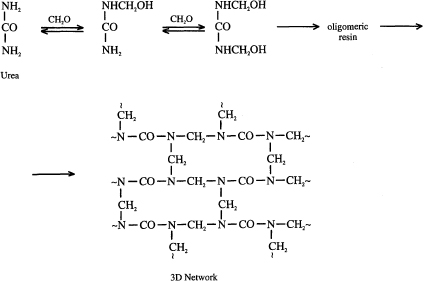 NH₂ NHCH₂OH NHCH₂OH
CH₂O CH₂O
CO CO CO oligomeric
resin
NH₂ NH₂ NHCH₂OH
Urea
~ ~
CH₂ CH₂
~N—CO—N—CH₂—N—CO—N—CH₂~
CH₂ CH₂
~N—CO—N—CH₂—N—CO—N—CH₂~
CH₂ CH₂
~N—CO—N—CH₂—N—CO—N—CH₂~
CH₂ CH₂
~ ~
3D Network